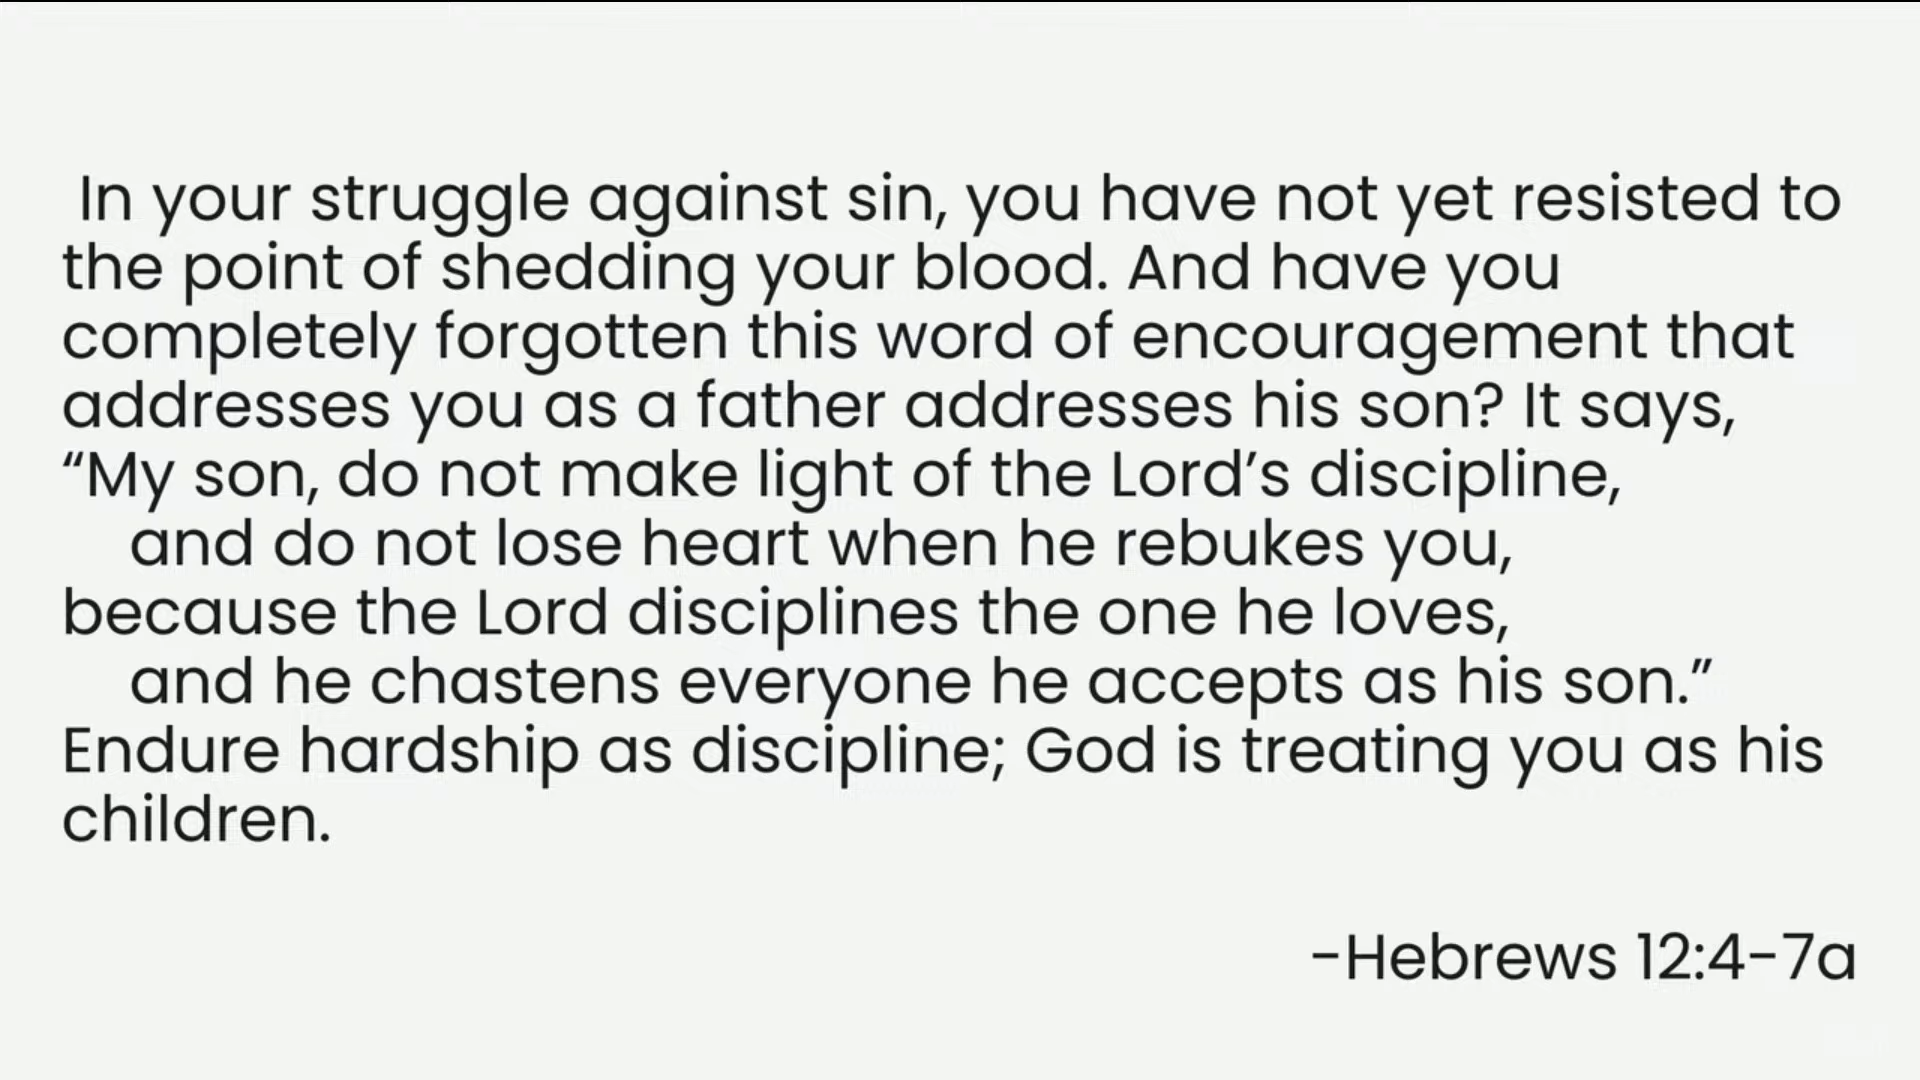 In your struggle against sin, you have not yet resisted to
the point of shedding your blood. And have you
completely forgotten this word of encouragement that
addresses you as a father addresses his son? It says,
“My son, do not make light of the Lord’s discipline,
and do not lose heart when he rebukes you,
because the Lord disciplines the one he loves,
and he chastens everyone he accepts as his son.”
Endure hardship as discipline; God is treating you as his
children.
-Hebrews 12:4-7a